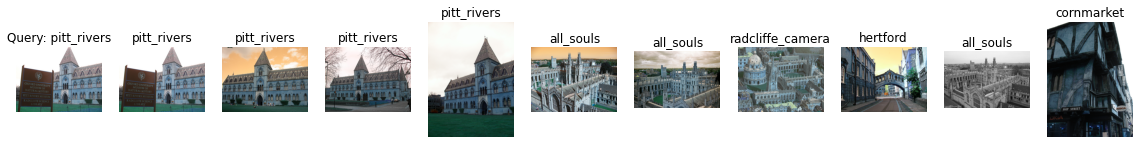 Query: pitt_rivers
pitt_rivers
pitt_rivers
pitt_rivers
pitt_rivers
all_souls
all_souls
radcliffe_camera
hertford
all_souls
cornmarket